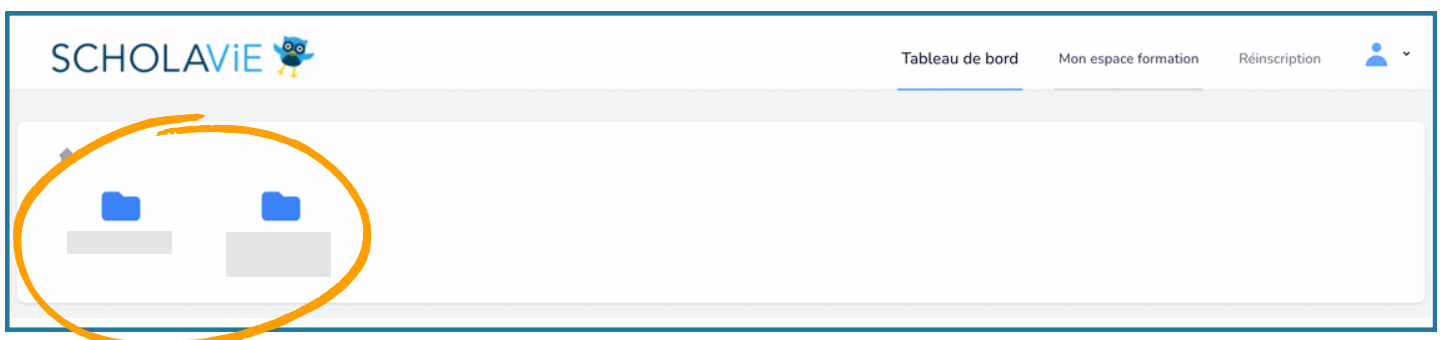 SCHOLAViE
Tableau de bord
Mon espace formation
Réinscription